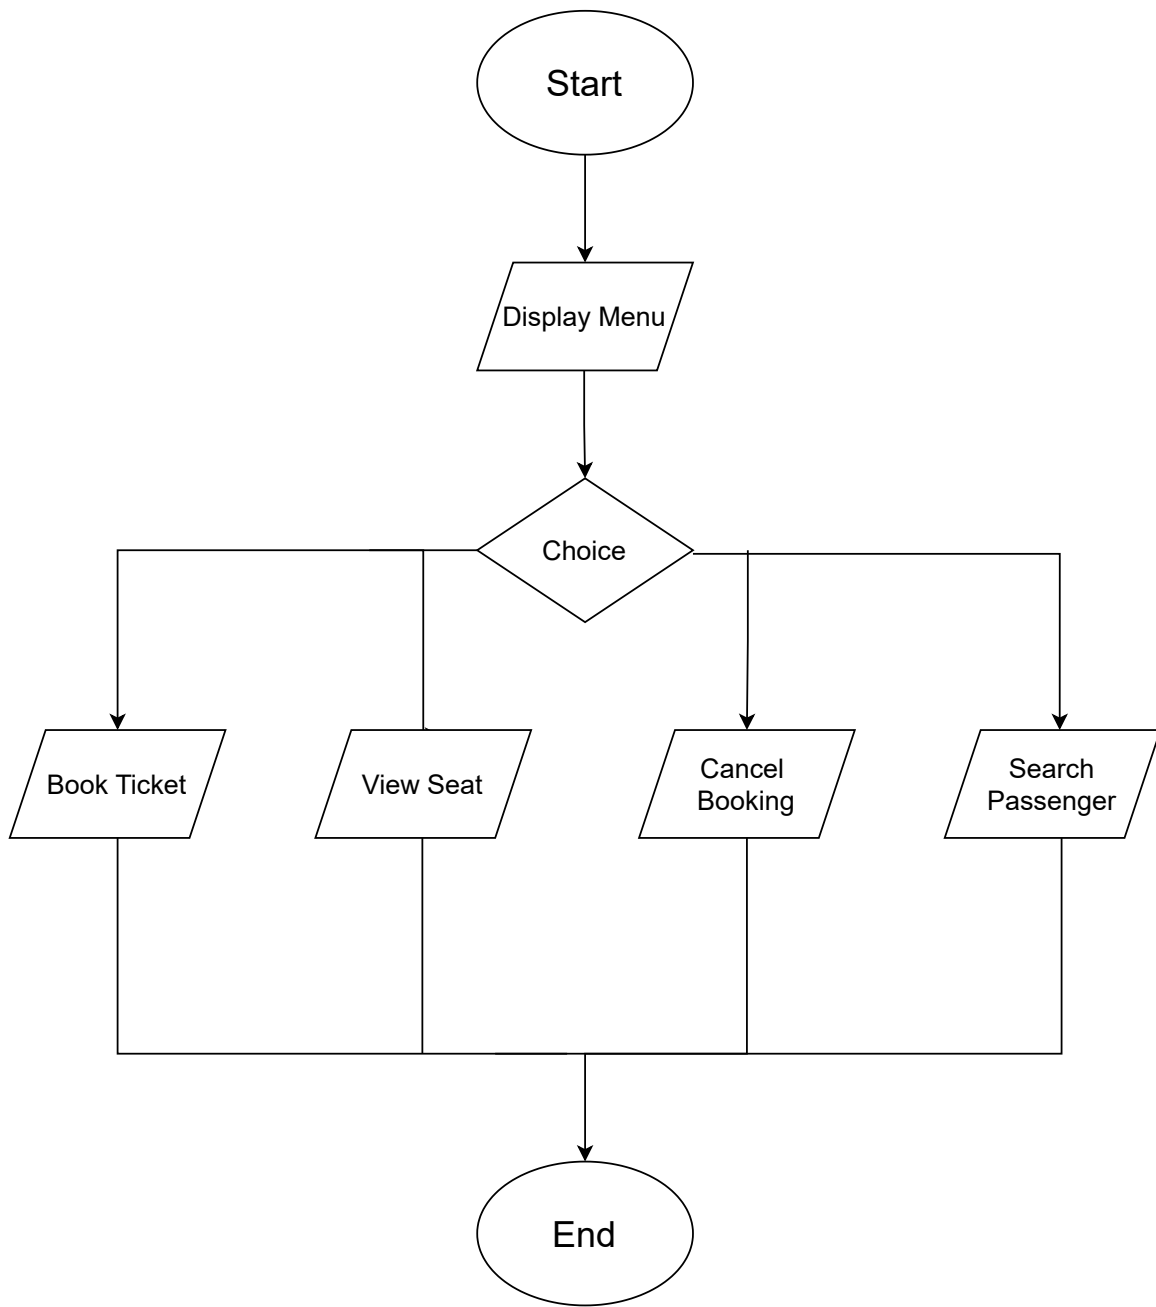 Start
Display Menu
Choice
Book Ticket
View Seat
Cancel
Booking
Search
Passenger
End